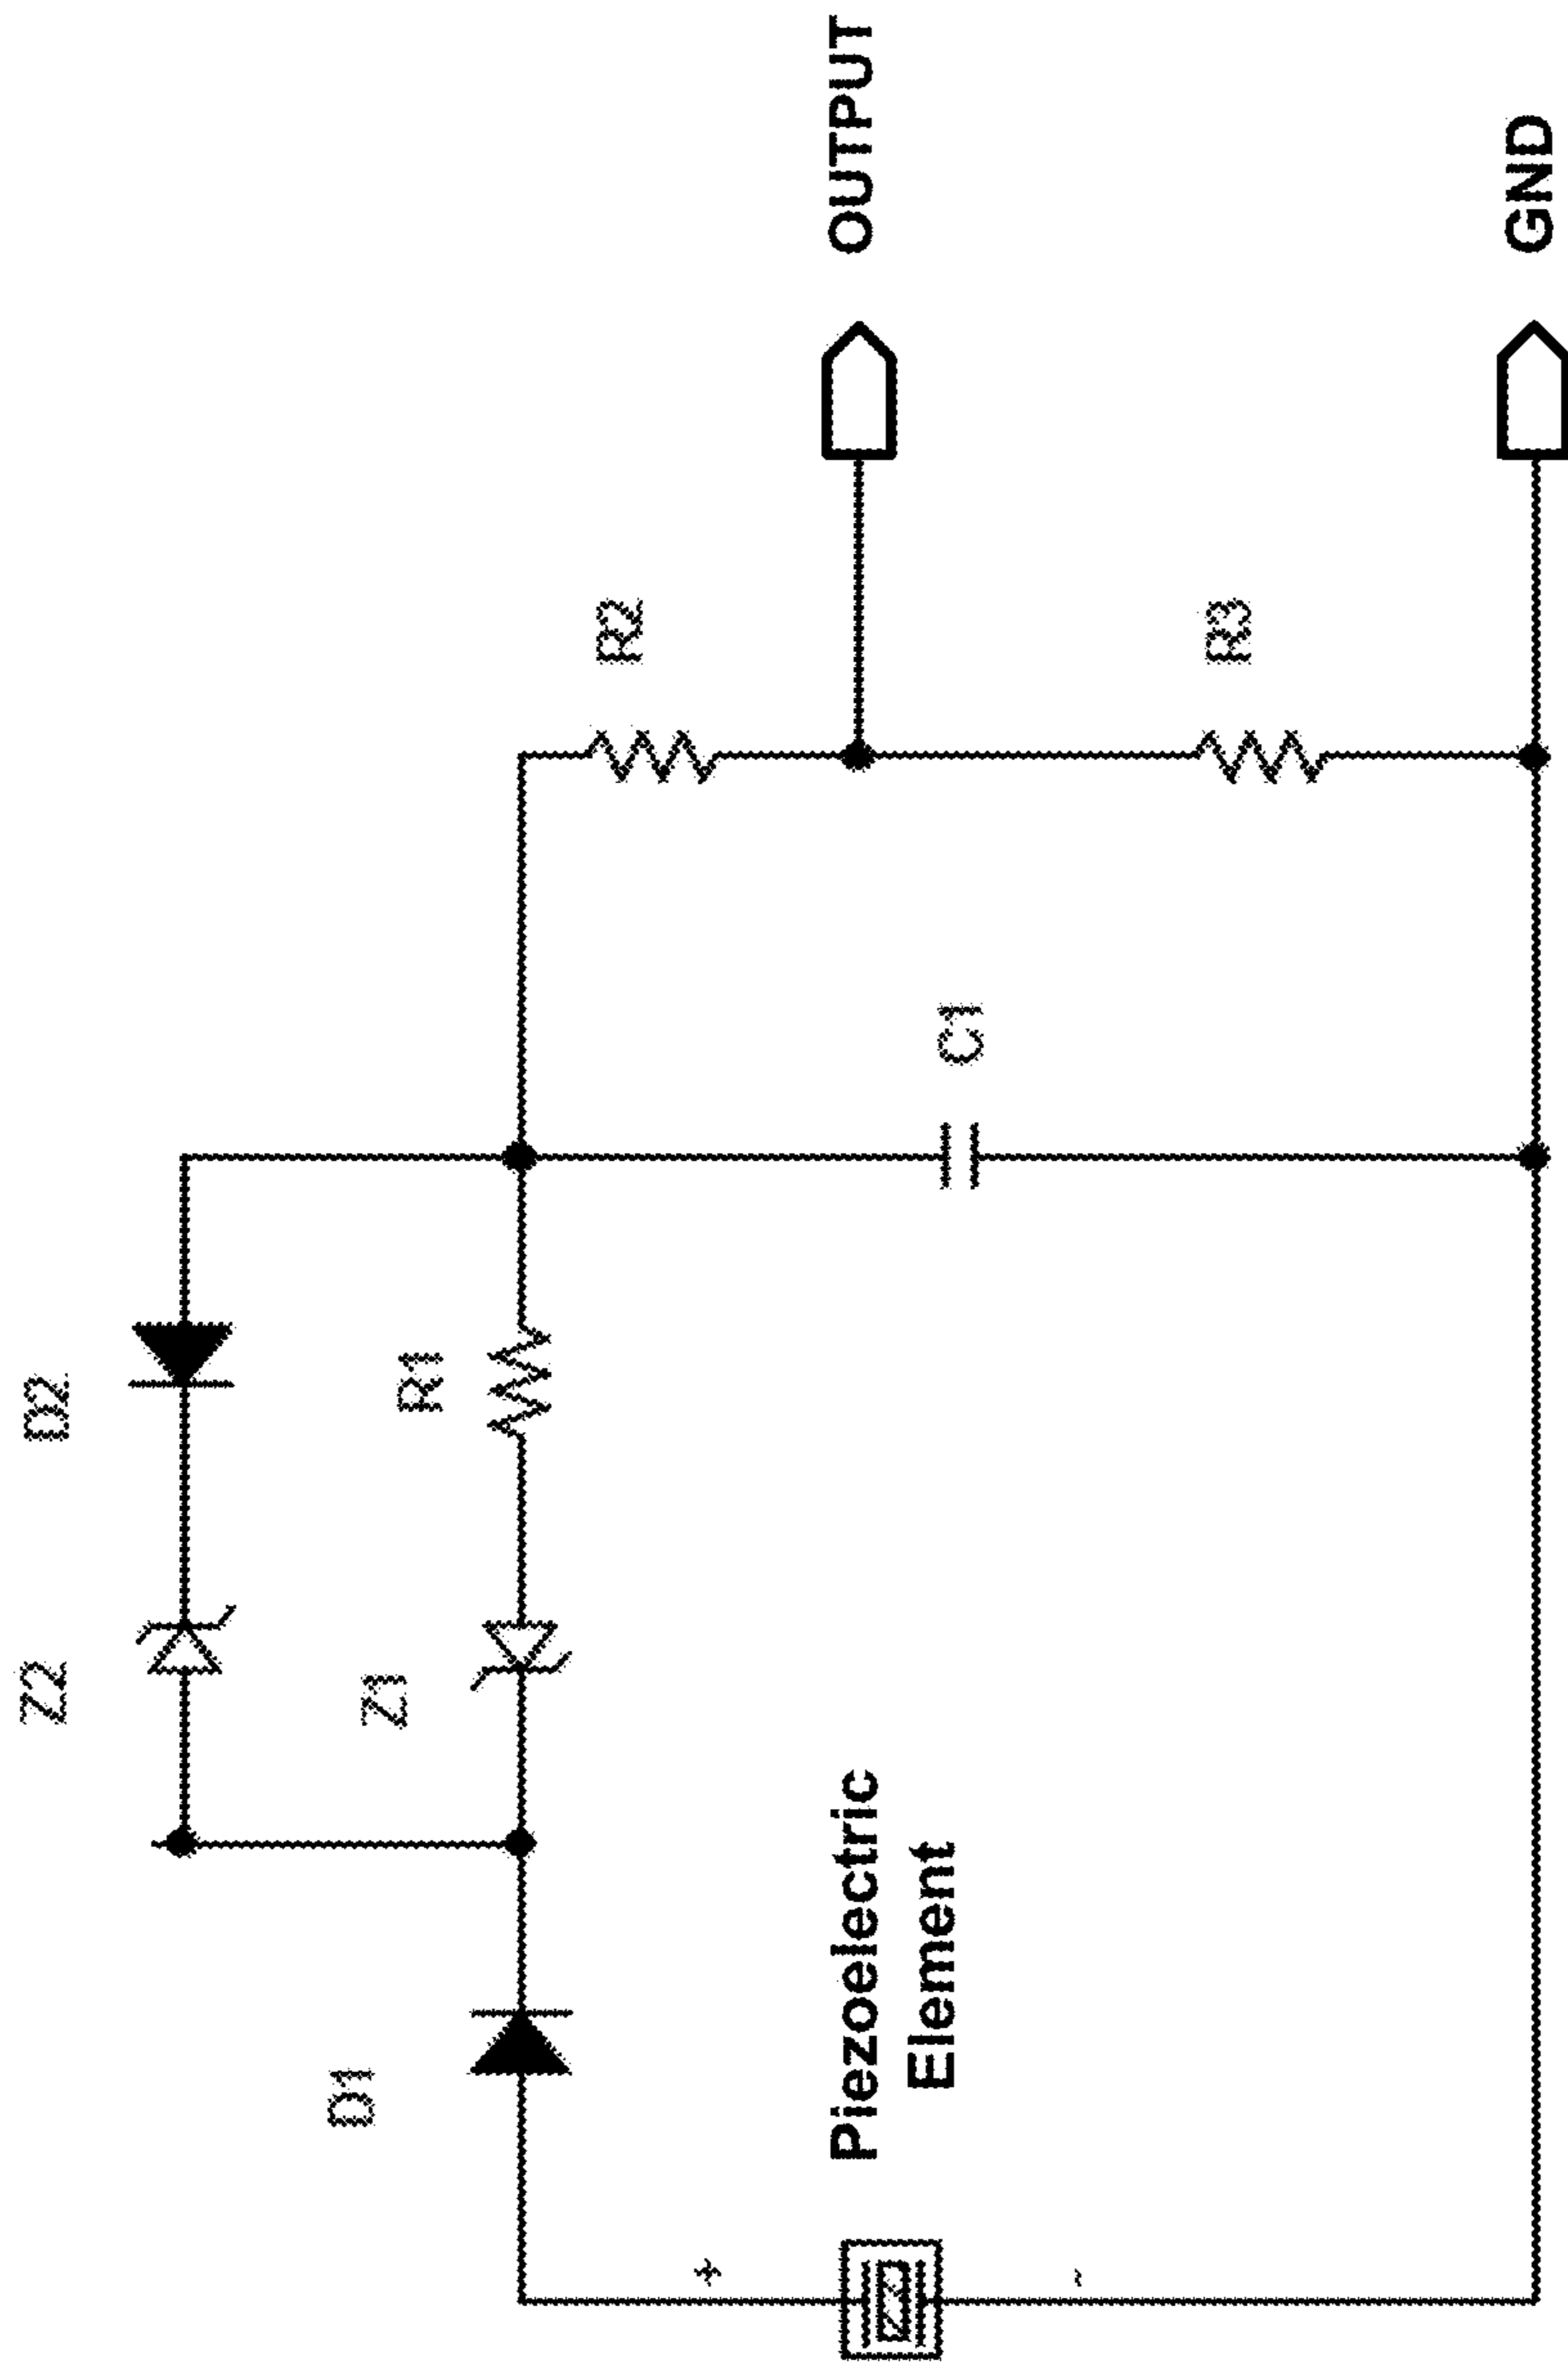 Z2
D2
D1
Z1
R1
R2
OUTPUT
+
Piezoelectric
Element
C1
-
R3
GND